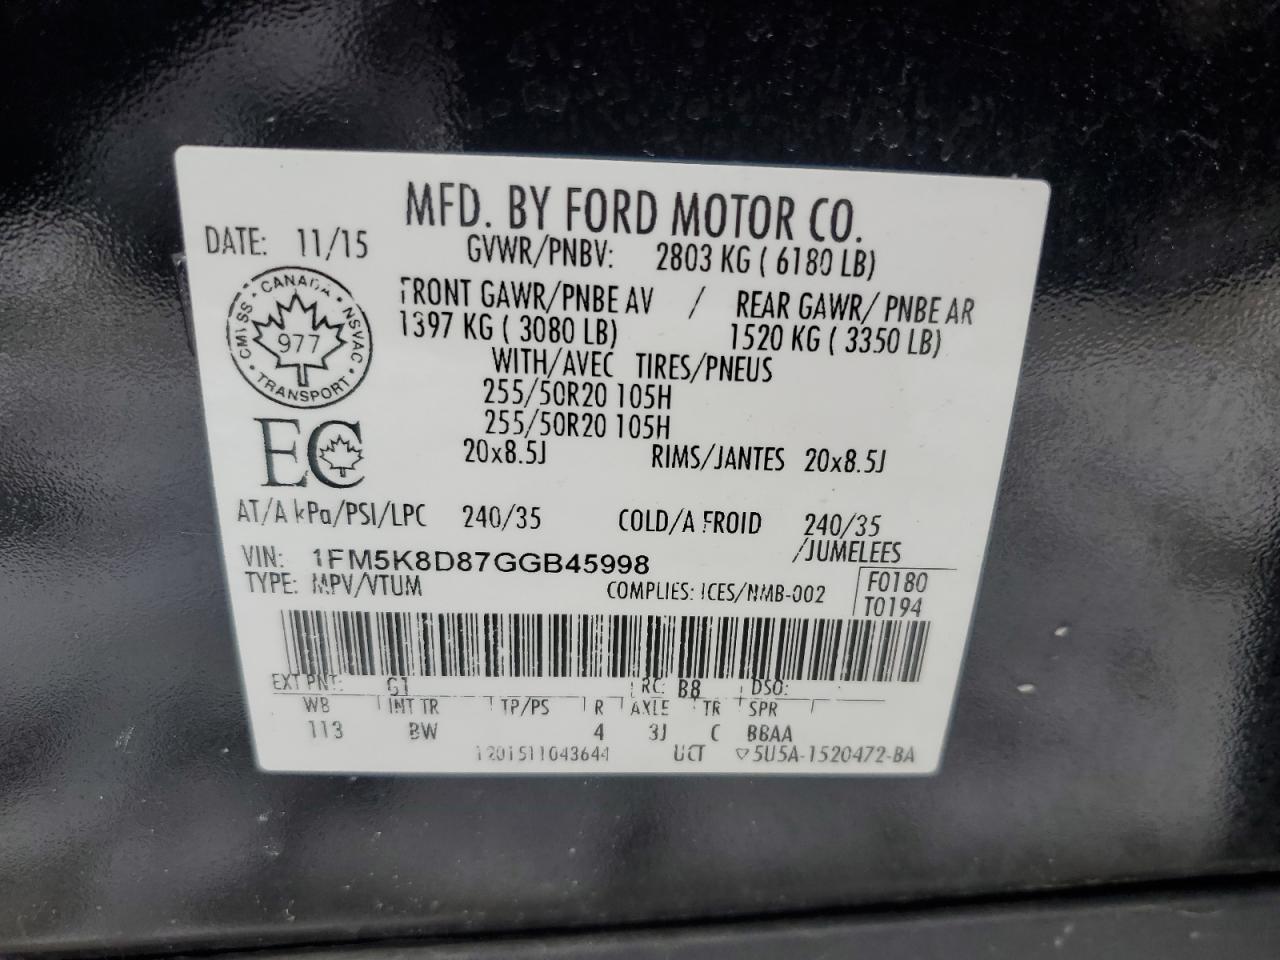 MFD. BY FORD MOTOR CO.
DATE: 11/15 GVWR/PNBV: 2803 KG ( 6180 LB)
FRONT GAWR/PNBE AV / REAR GAWR/ PNBE AR
1397 KG ( 3080 LB) 1520 KG ( 3350 LB)
CANADA
CMVSS NSVAC
977
TRANSPORT
WITH/AVEC TIRES/PNEUS
255/50R20 105H
255/50R20 105H
EC
20x8.5J RIMS/JANTES 20x8.5J
AT/A kPa/PSI/LPC 240/35 COLD/A FROID 240/35
/JUMELEES
VIN: 1FM5K8D87GGB45998
TYPE: MPV/VTUM COMPLIES: ICES/NMB-002
F0180
T0194
EXT PNT: G1 RC: B8 DSO:
WB INT TR TP/PS R AXLE TR SPR
113 BW 4 3J C BBAA
1201511043644 UCT ▽5U5A-1520472-BA